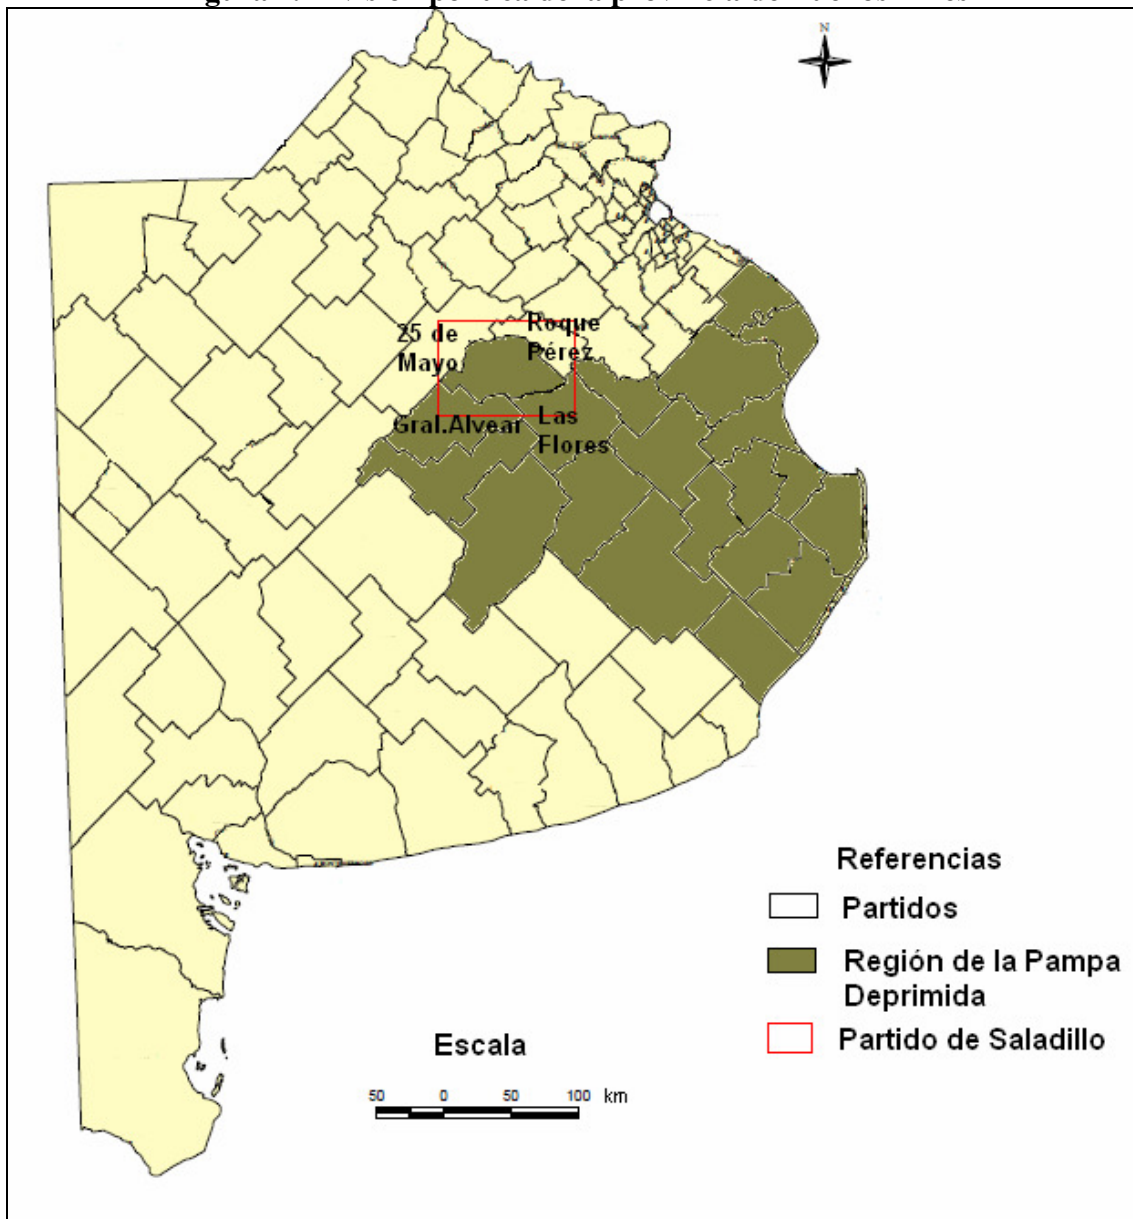 N
Roque
25 de
Pérez
Mayo
Las
Gral.Alvear
Flores
Referencias
Partidos
Región de la Pampa
Deprimida
Partido de Saladillo
Escala
50 0 50 100 km